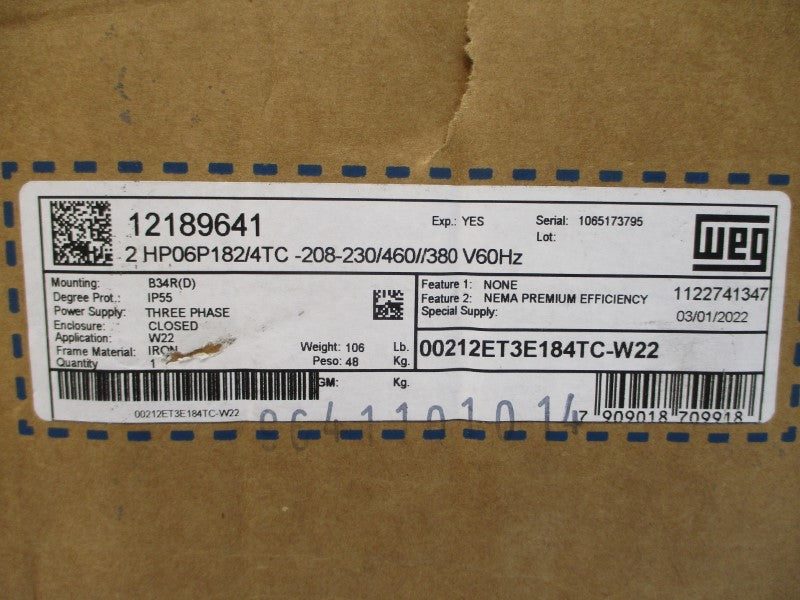 12189641
Exp.: YES
Serial: 1065173795
Lot:
weg
2 HP06P182/4TC -208-230/460//380 V60Hz
Mounting: B34R(D)
Degree Prot.: IP55
Power Supply: THREE PHASE
Enclosure: CLOSED
Application: W22
Frame Material: IRON
Quantity 1
Weight: 106 Lb.
Peso: 48 Kg.
GM: Kg.
Feature 1: NONE
Feature 2: NEMA PREMIUM EFFICIENCY
Special Supply:
1122741347
03/01/2022
00212ET3E184TC-W22
00212ET3E184TC-W22
7 909018 709918